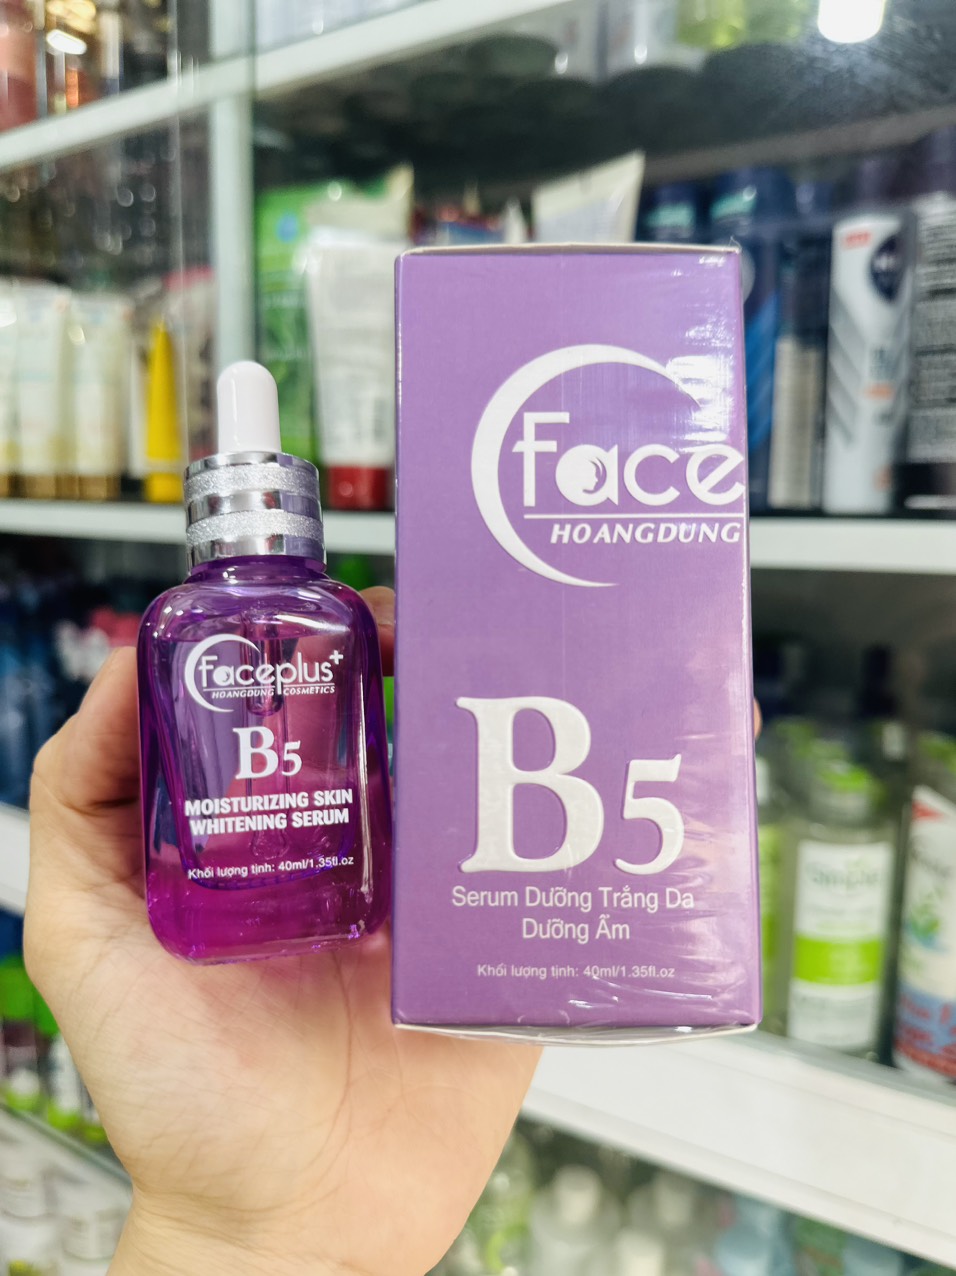 faceplus+
HOANGDUNG COSMETICS
B5
MOISTURIZING SKIN
WHITENING SERUM
Khối lượng tịnh: 40ml/1.35fl.oz
face
HOANGDUNG
B5
Serum Dưỡng Trắng Da
Dưỡng Ẩm
Khối lượng tịnh: 40ml/1.35fl.oz
simple